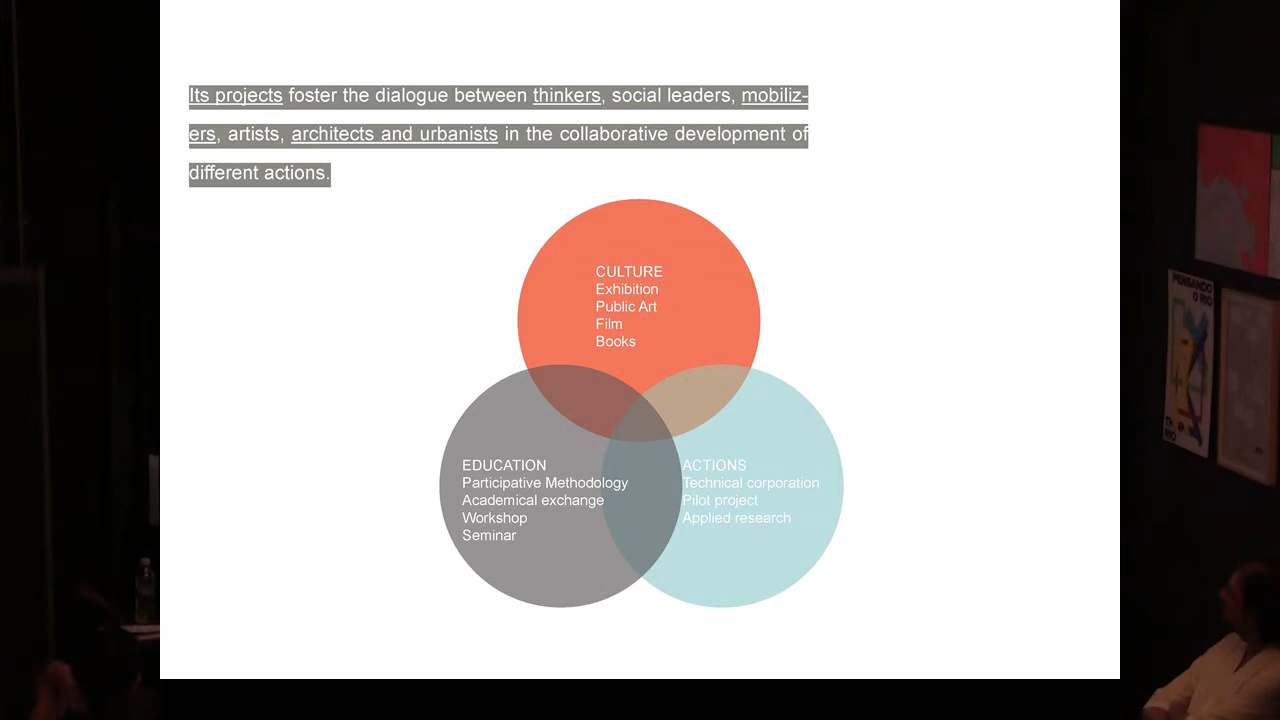 Its projects foster the dialogue between thinkers, social leaders, mobiliz-
ers, artists, architects and urbanists in the collaborative development of
different actions.
CULTURE
Exhibition
Public Art
Film
Books
EDUCATION
Participative Methodology
Academical exchange
Workshop
Seminar
ACTIONS
Technical corporation
Pilot project
Applied research
PENSANDO
O RIO